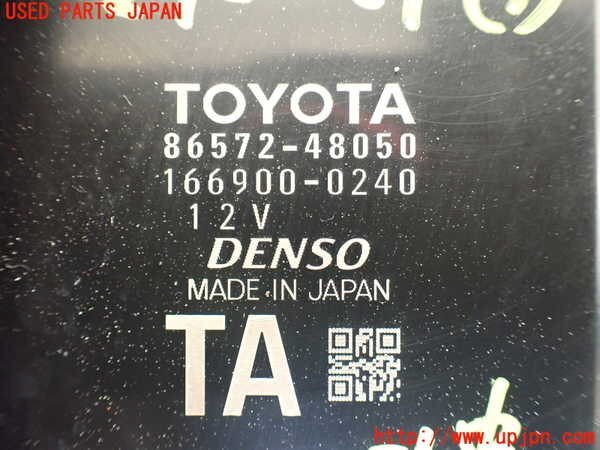 USED PARTS JAPAN
TOYOTA
86572-48050
166900-0240
12V
DENSO
MADE IN JAPAN
TA
http://www.upjpn.com